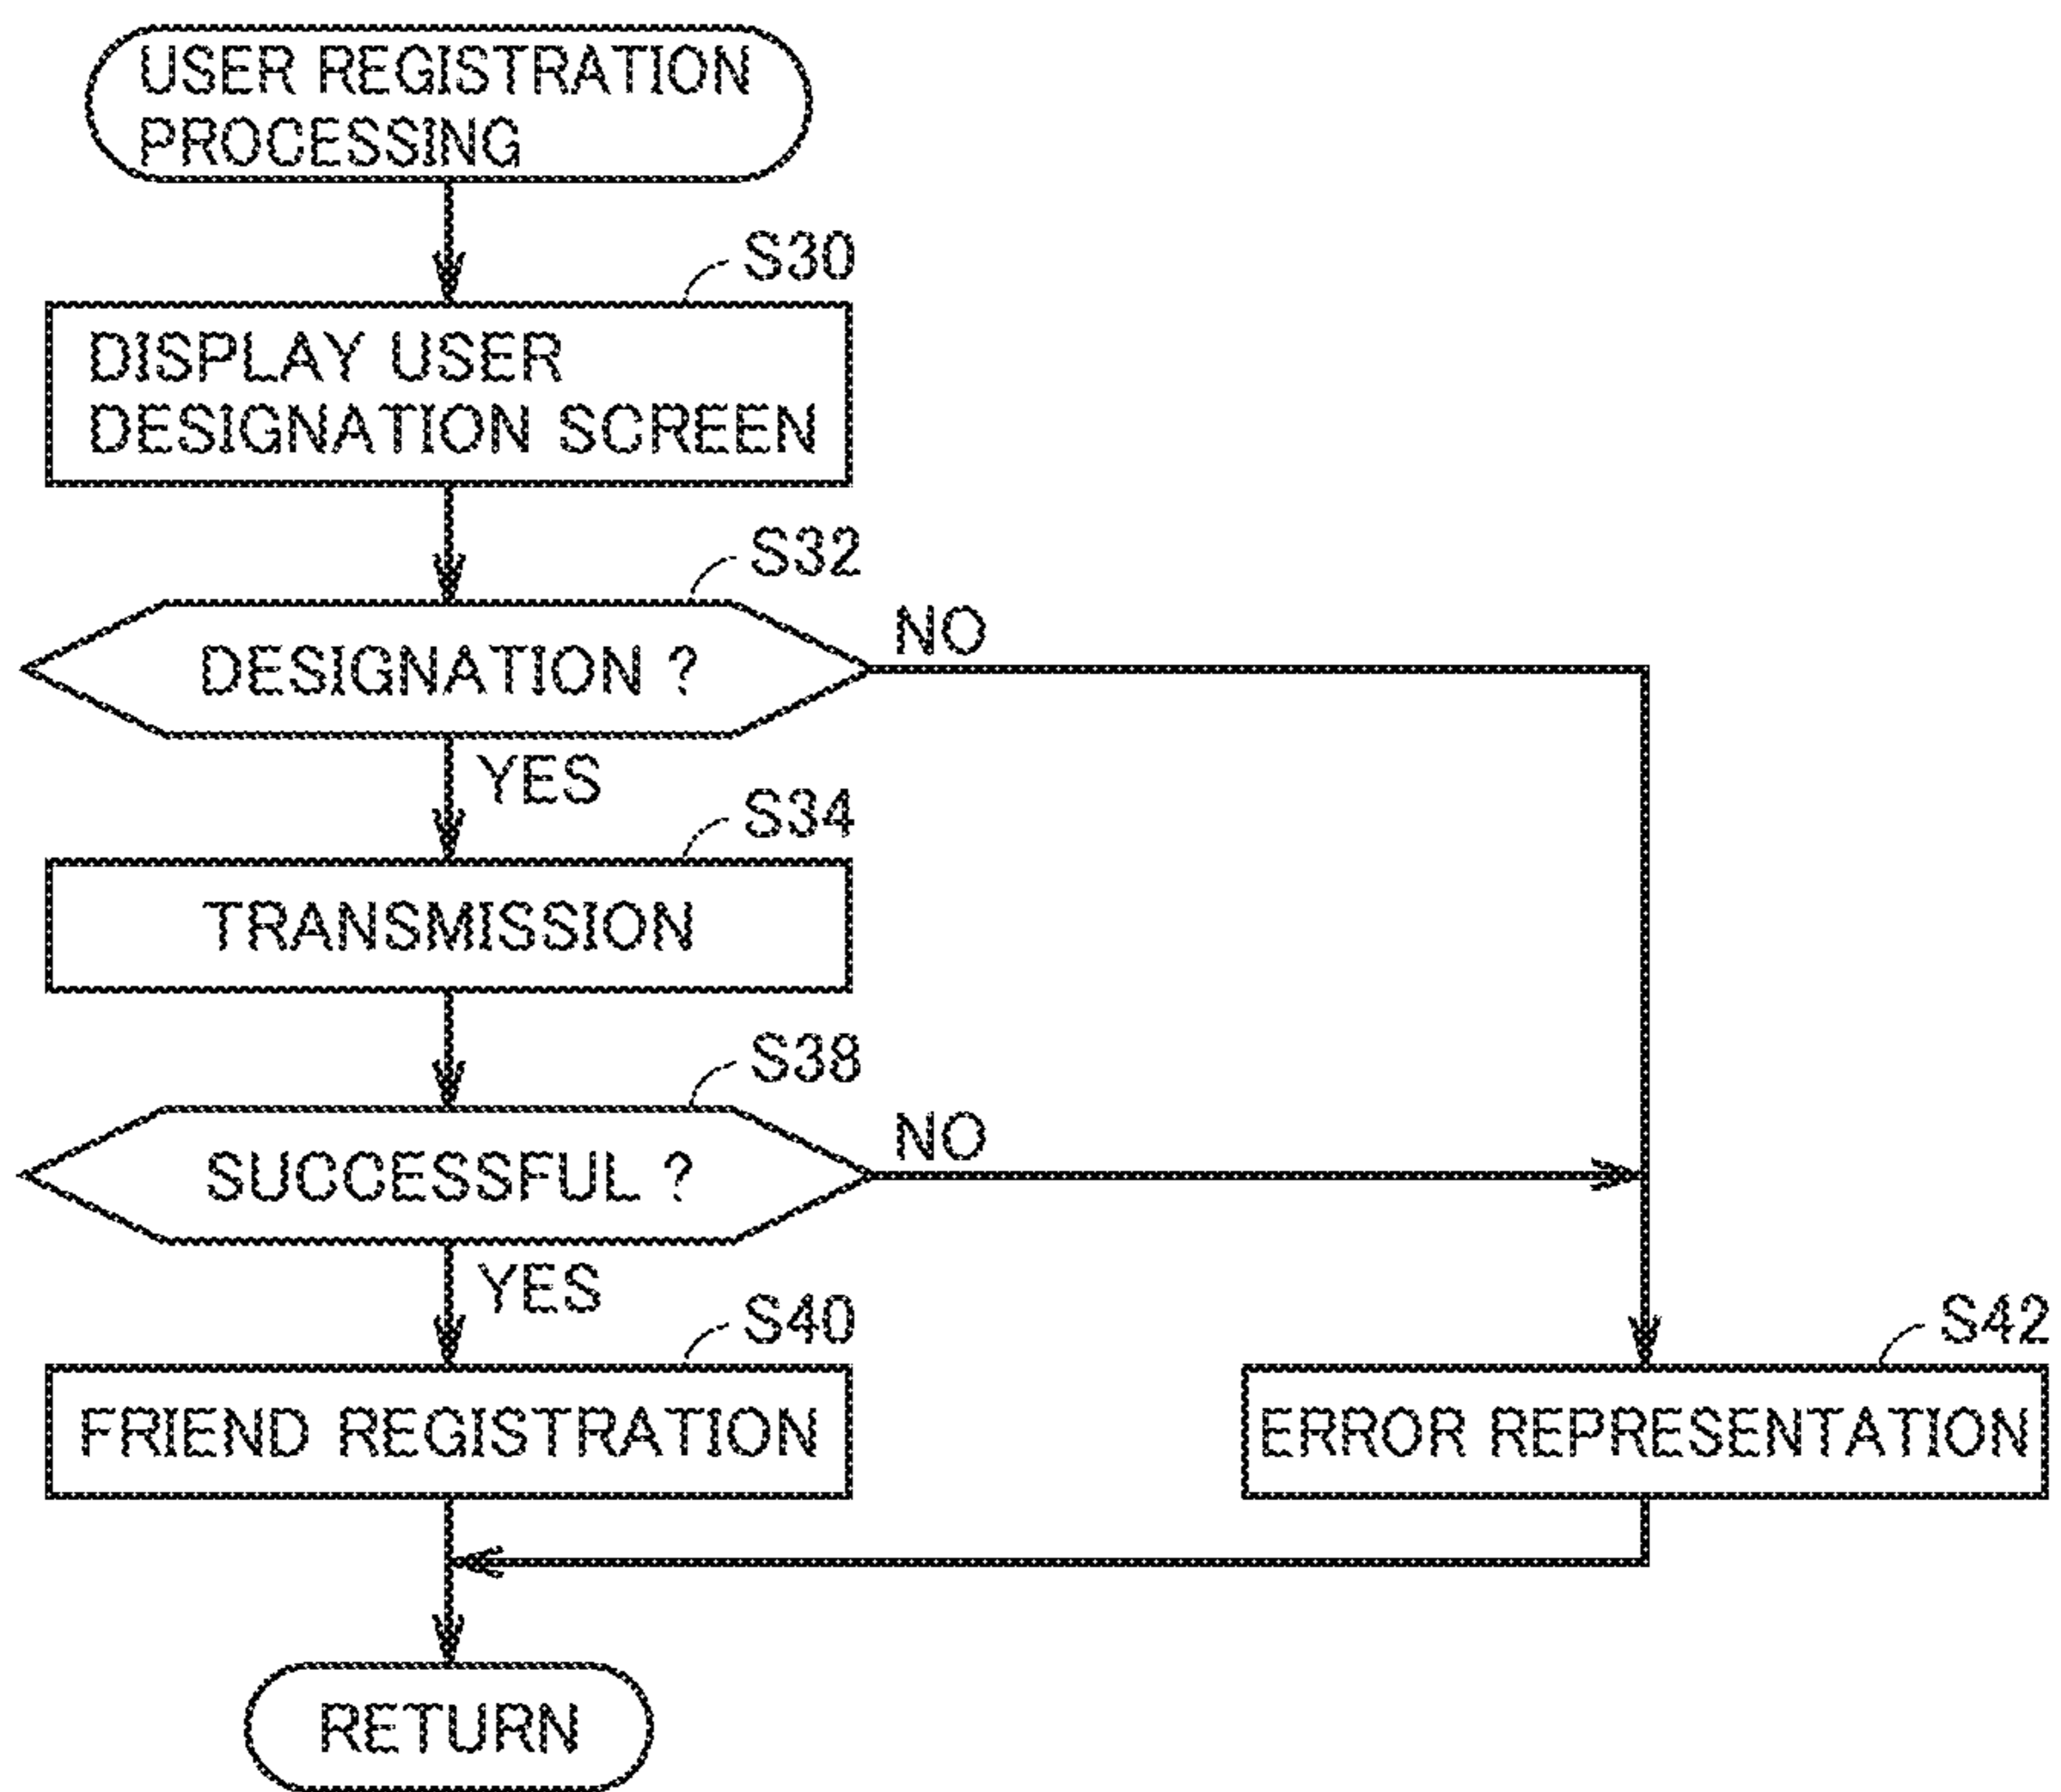 USER REGISTRATION
PROCESSING
S30
DISPLAY USER
DESIGNATION SCREEN
S32
DESIGNATION ?
NO
YES
S34
TRANSMISSION
S38
SUCCESSFUL ?
NO
YES
S40
FRIEND REGISTRATION
S42
ERROR REPRESENTATION
RETURN